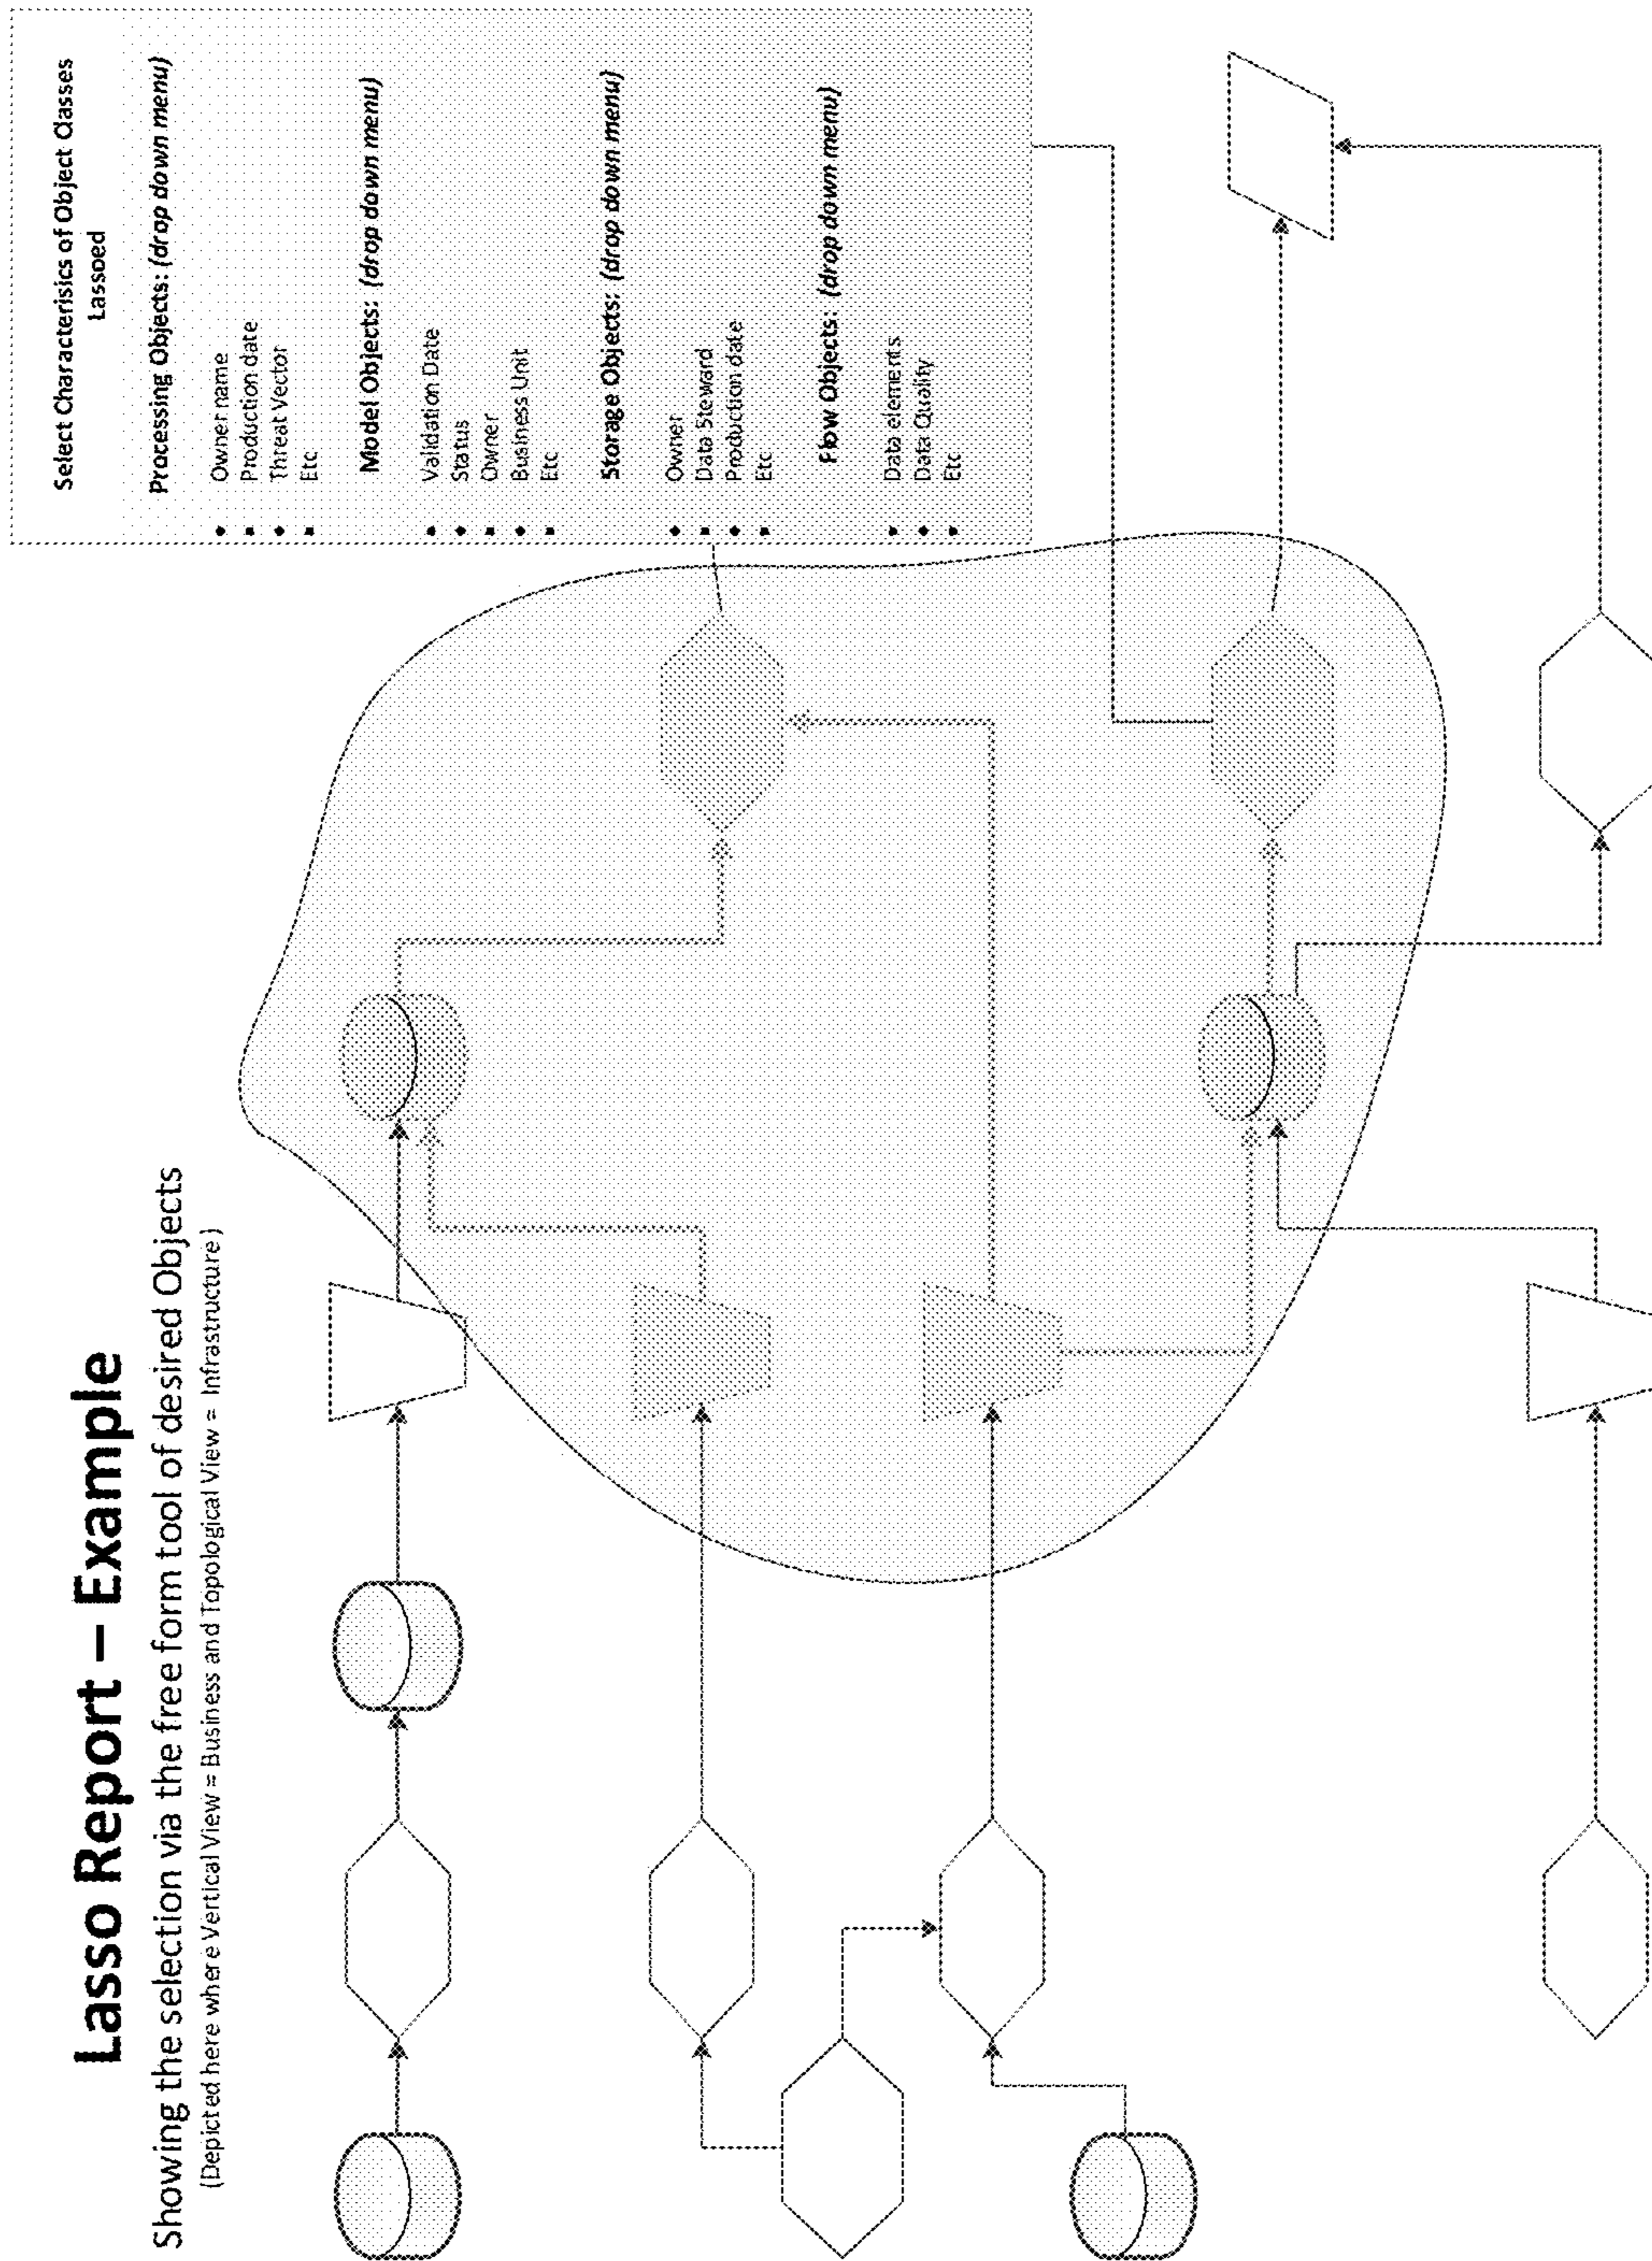 Lasso Report – Example
Showing the selection via the free form tool of desired Objects
(Depicted here where Vertical View = Business and Topological View = Infrastructure)
Select Characterisics of Object Classes
Lassoed
Processing Objects: (drop down menu)
• Owner name
• Production date
• Threat Vector
• Etc
Model Objects: (drop down menu)
• Validation Date
• Status
• Owner
• Business Unit
• Etc
Storage Objects: (drop down menu)
• Owner
• Data Steward
• Production date
• Etc
Flow Objects: (drop down menu)
• Data elements
• Data Quality
• Etc